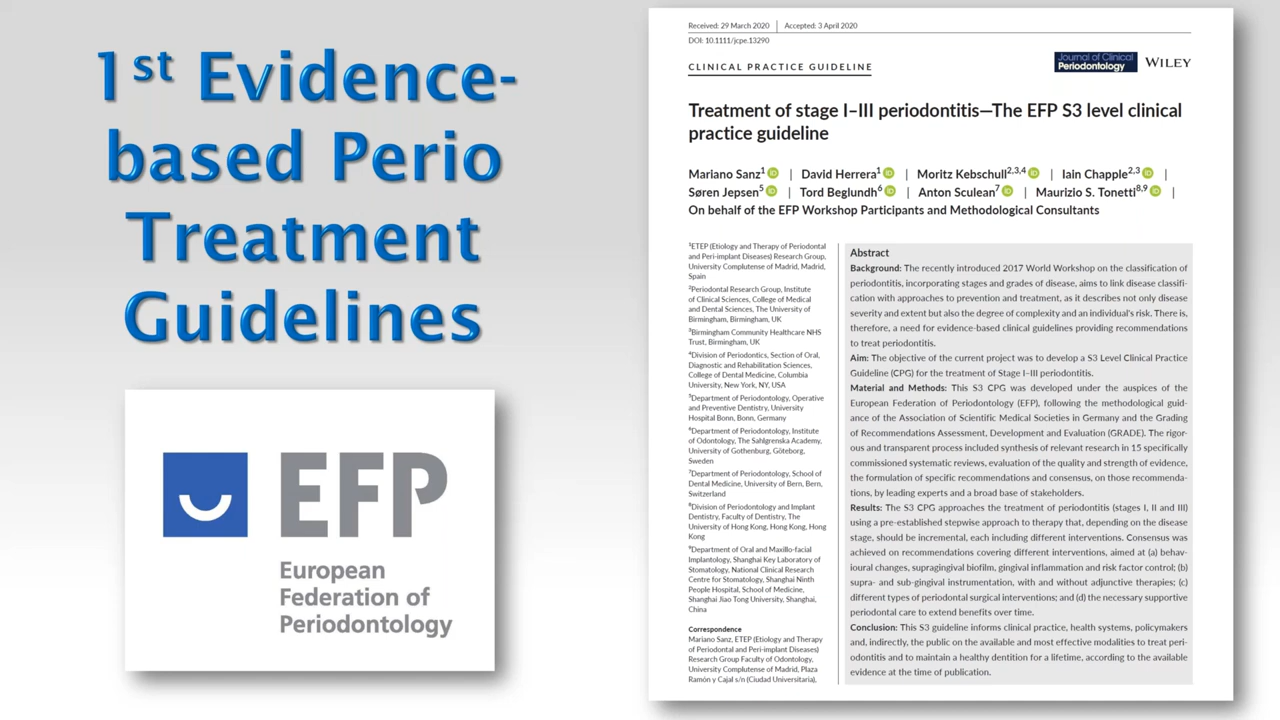 1st Evidence-
based Perio
Treatment
Guidelines
EFP
European
Federation of
Periodontology
Received: 29 March 2020 | Accepted: 3 April 2020
DOI: 10.1111/jcpe.13290
CLINICAL PRACTICE GUIDELINE
Journal of Clinical
Periodontology
WILEY
Treatment of stage I–III periodontitis—The EFP S3 level clinical
practice guideline
Mariano Sanz1 | David Herrera1 | Moritz Kebschull2,3,4 | Iain Chapple2,3 |
Søren Jepsen5 | Tord Beglundh6 | Anton Sculean7 | Maurizio S. Tonetti8,9 |
On behalf of the EFP Workshop Participants and Methodological Consultants
1ETEP (Etiology and Therapy of Periodontal
and Peri-implant Diseases) Research Group,
University Complutense of Madrid, Madrid,
Spain
2Periodontal Research Group, Institute
of Clinical Sciences, College of Medical
and Dental Sciences, The University of
Birmingham, Birmingham, UK
3Birmingham Community Healthcare NHS
Trust, Birmingham, UK
4Division of Periodontics, Section of Oral,
Diagnostic and Rehabilitation Sciences,
College of Dental Medicine, Columbia
University, New York, NY, USA
5Department of Periodontology, Operative
and Preventive Dentistry, University
Hospital Bonn, Bonn, Germany
6Department of Periodontology, Institute
of Odontology, The Sahlgrenska Academy,
University of Gothenburg, Göteborg,
Sweden
7Department of Periodontology, School of
Dental Medicine, University of Bern, Bern,
Switzerland
8Division of Periodontology and Implant
Dentistry, Faculty of Dentistry, The
University of Hong Kong, Hong Kong, Hong
Kong
9Department of Oral and Maxillo-facial
Implantology, Shanghai Key Laboratory of
Stomatology, National Clinical Research
Centre for Stomatology, Shanghai Ninth
People Hospital, School of Medicine,
Shanghai Jiao Tong University, Shanghai,
China
Correspondence
Mariano Sanz, ETEP (Etiology and Therapy
of Periodontal and Peri-implant Diseases)
Research Group Faculty of Odontology,
University Complutense of Madrid, Plaza
Ramón y Cajal s/n (Ciudad Universitaria),
Abstract
Background: The recently introduced 2017 World Workshop on the classification of
periodontitis, incorporating stages and grades of disease, aims to link disease classifi-
cation with approaches to prevention and treatment, as it describes not only disease
severity and extent but also the degree of complexity and an individual's risk. There is,
therefore, a need for evidence-based clinical guidelines providing recommendations
to treat periodontitis.
Aim: The objective of the current project was to develop a S3 Level Clinical Practice
Guideline (CPG) for the treatment of Stage I–III periodontitis.
Material and Methods: This S3 CPG was developed under the auspices of the
European Federation of Periodontology (EFP), following the methodological guid-
ance of the Association of Scientific Medical Societies in Germany and the Grading
of Recommendations Assessment, Development and Evaluation (GRADE). The rigor-
ous and transparent process included synthesis of relevant research in 15 specifically
commissioned systematic reviews, evaluation of the quality and strength of evidence,
the formulation of specific recommendations and consensus, on those recommenda-
tions, by leading experts and a broad base of stakeholders.
Results: The S3 CPG approaches the treatment of periodontitis (stages I, II and III)
using a pre-established stepwise approach to therapy that, depending on the disease
stage, should be incremental, each including different interventions. Consensus was
achieved on recommendations covering different interventions, aimed at (a) behav-
ioural changes, supragingival biofilm, gingival inflammation and risk factor control; (b)
supra- and sub-gingival instrumentation, with and without adjunctive therapies; (c)
different types of periodontal surgical interventions; and (d) the necessary supportive
periodontal care to extend benefits over time.
Conclusion: This S3 guideline informs clinical practice, health systems, policymakers
and, indirectly, the public on the available and most effective modalities to treat peri-
odontitis and to maintain a healthy dentition for a lifetime, according to the available
evidence at the time of publication.